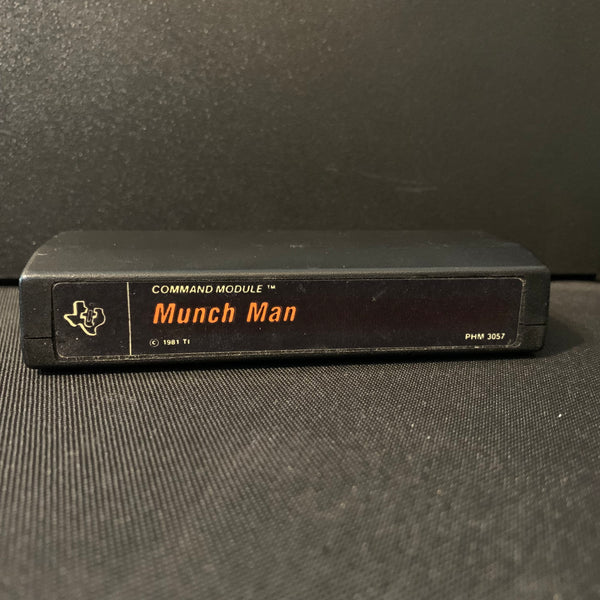 COMMAND MODULE ™
Munch Man
© 1981 TI
PHM 3057